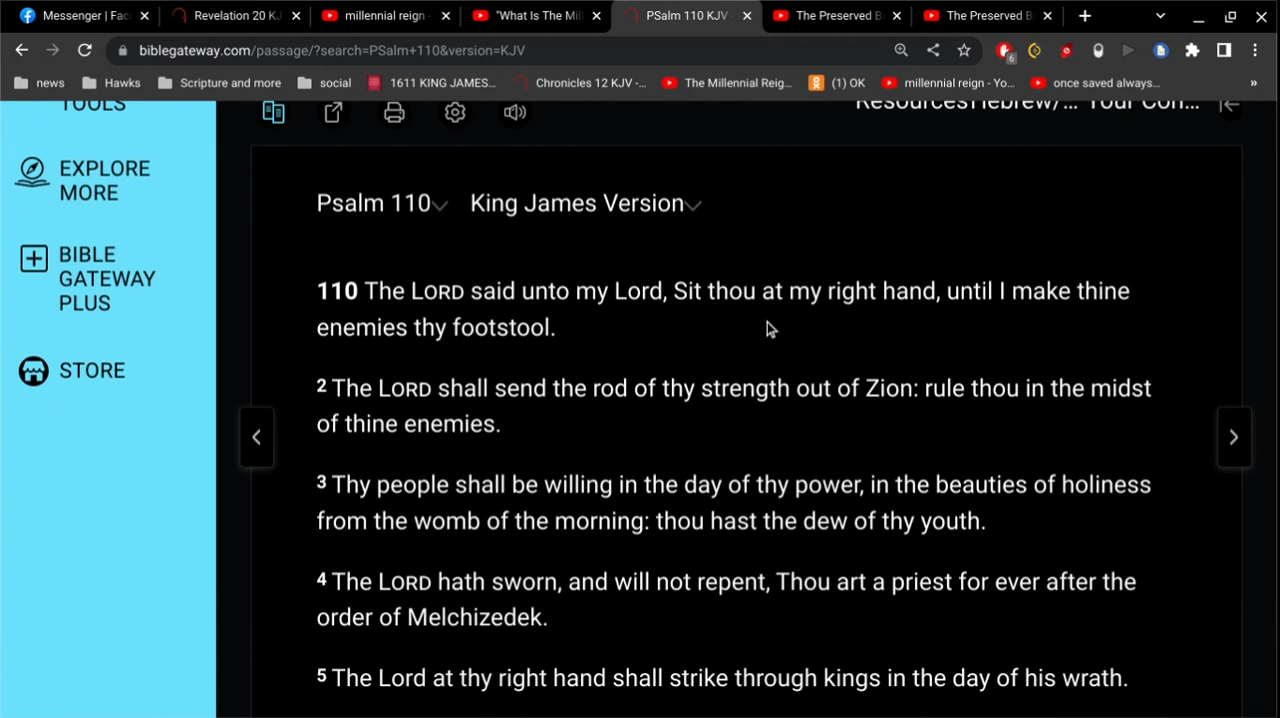 Messenger | Fac
Revelation 20 KJ
millennial reign -
"What Is The Mil
PSalm 110 KJV -
The Preserved B
The Preserved B
biblegateway.com/passage/?search=PSalm+110&version=KJV
6
news
Hawks
Scripture and more
social
1611 KING JAMES...
Chronicles 12 KJV -...
The Millennial Reig...
(1) OK
millennial reign - Yo...
once saved always...
»
TOOLS
EXPLORE
MORE
BIBLE
GATEWAY
PLUS
STORE
Resources Hebrew/... Your Con...
Psalm 110 King James Version
110 The LORD said unto my Lord, Sit thou at my right hand, until I make thine
enemies thy footstool.
2 The LORD shall send the rod of thy strength out of Zion: rule thou in the midst
of thine enemies.
3 Thy people shall be willing in the day of thy power, in the beauties of holiness
from the womb of the morning: thou hast the dew of thy youth.
4 The LORD hath sworn, and will not repent, Thou art a priest for ever after the
order of Melchizedek.
5 The Lord at thy right hand shall strike through kings in the day of his wrath.